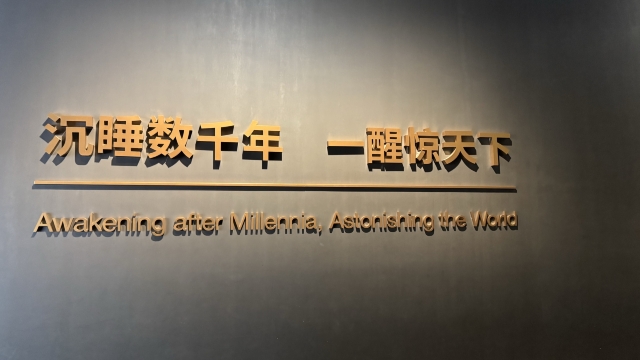 沉睡数千年 一醒惊天下
Awakening after Millennia, Astonishing the World